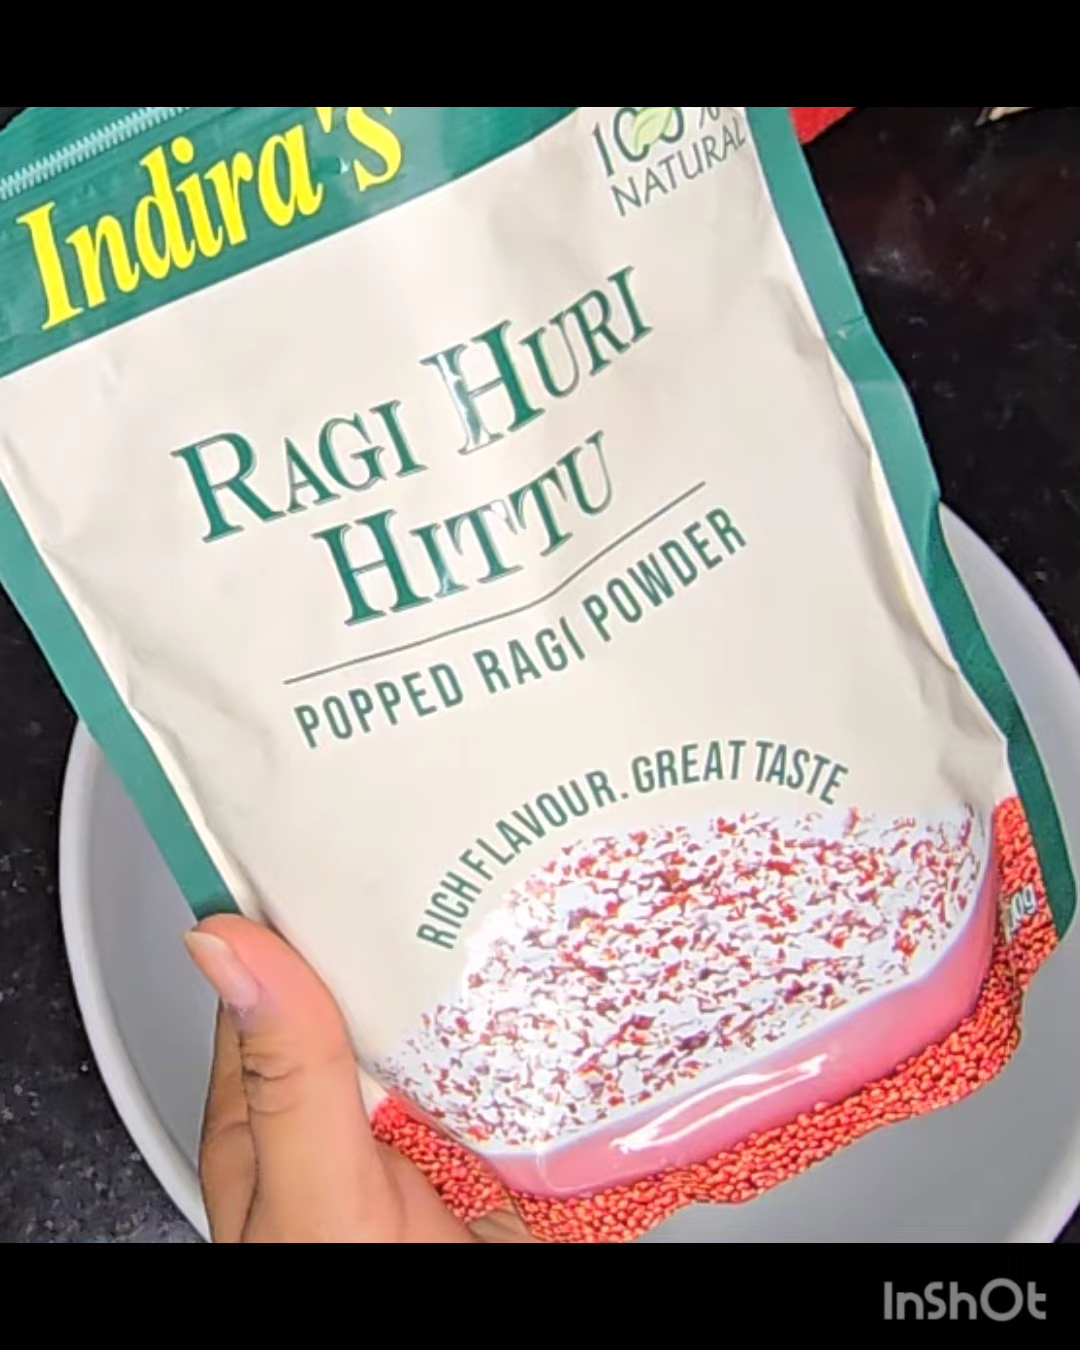 Indira's
100%
NATURAL
RAGI HURI
HITTU
POPPED RAGI POWDER
RICH FLAVOUR. GREAT TASTE
InShOt